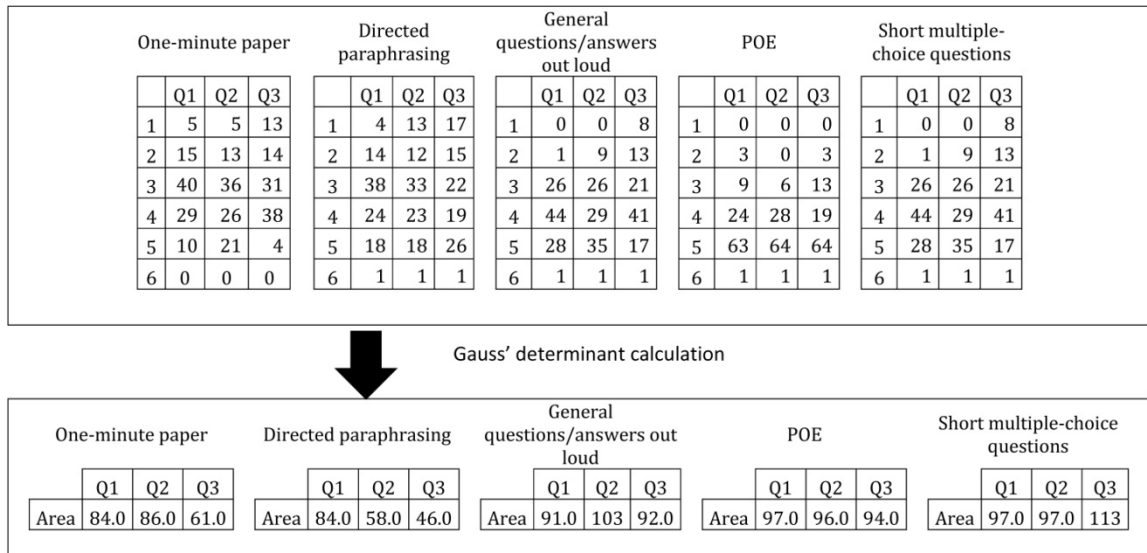 One-minute paper
Q1 Q2 Q3
1 5 5 13
2 15 13 14
3 40 36 31
4 29 26 38
5 10 21 4
6 0 0 0
Directed
paraphrasing
Q1 Q2 Q3
1 4 13 17
2 14 12 15
3 38 33 22
4 24 23 19
5 18 18 26
6 1 1 1
General
questions/answers
out loud
Q1 Q2 Q3
1 0 0 8
2 1 9 13
3 26 26 21
4 44 29 41
5 28 35 17
6 1 1 1
POE
Q1 Q2 Q3
1 0 0 0
2 3 0 3
3 9 6 13
4 24 28 19
5 63 64 64
6 1 1 1
Short multiple-
choice questions
Q1 Q2 Q3
1 0 0 8
2 1 9 13
3 26 26 21
4 44 29 41
5 28 35 17
6 1 1 1
Gauss' determinant calculation
One-minute paper
Q1 Q2 Q3
Area 84.0 86.0 61.0
Directed paraphrasing
Q1 Q2 Q3
Area 84.0 58.0 46.0
General
questions/answers out
loud
Q1 Q2 Q3
Area 91.0 103 92.0
POE
Q1 Q2 Q3
Area 97.0 96.0 94.0
Short multiple-choice
questions
Q1 Q2 Q3
Area 97.0 97.0 113